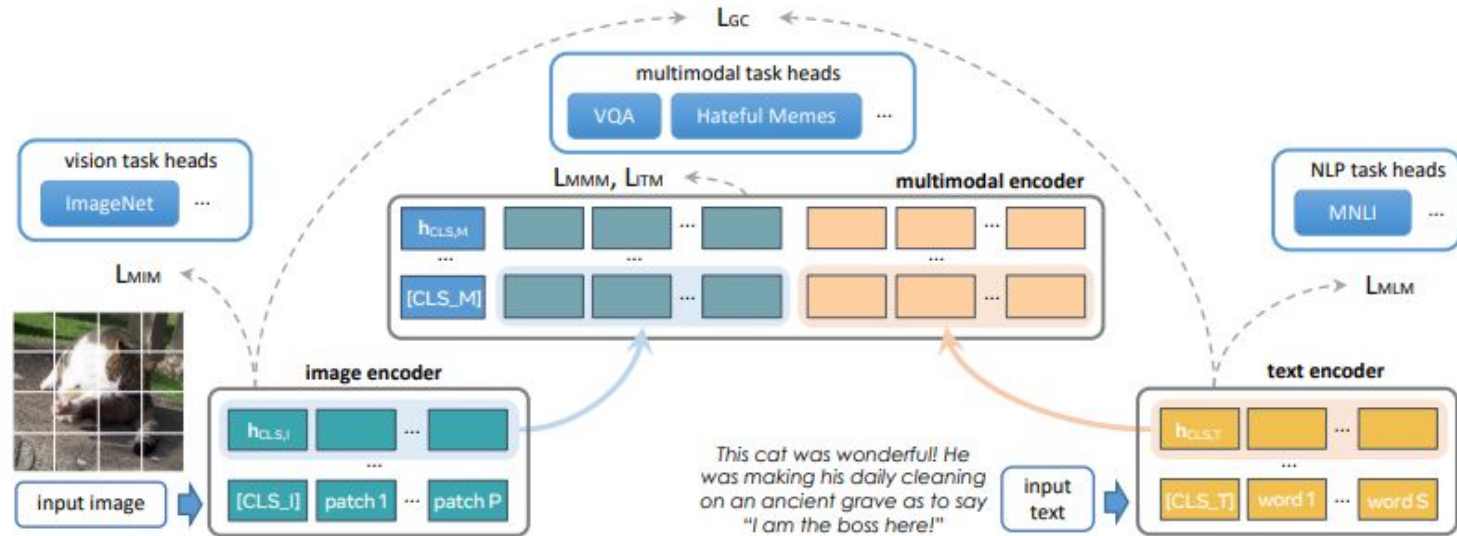 LGC
multimodal task heads
VQA
Hateful Memes
...
vision task heads
ImageNet
...
LMMM, LITM
multimodal encoder
NLP task heads
MNLI
...
hCLS,M
...
...
...
...
...
[CLS_M]
...
...
LMIM
LMLM
image encoder
hCLS,I
...
...
[CLS_I]
patch 1
...
patch P
input image
This cat was wonderful! He
was making his daily cleaning
on an ancient grave as to say
“I am the boss here!”
input
text
text encoder
hCLS,T
...
...
[CLS_T]
word 1
...
word S